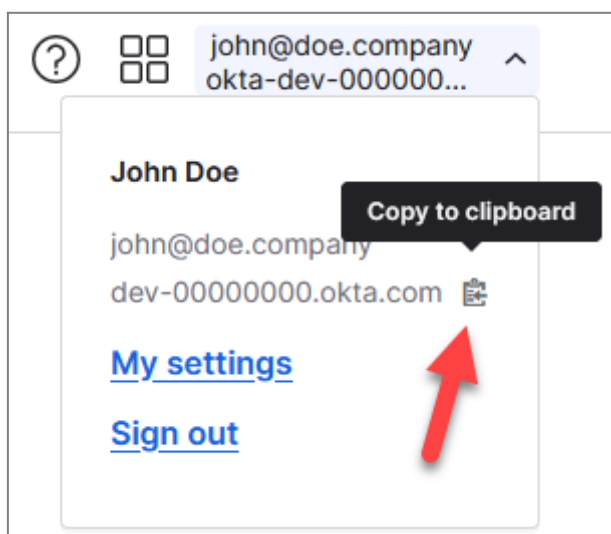 john@doe.company
okta-dev-000000...
John Doe
Copy to clipboard
john@doe.company
dev-00000000.okta.com
My settings
Sign out